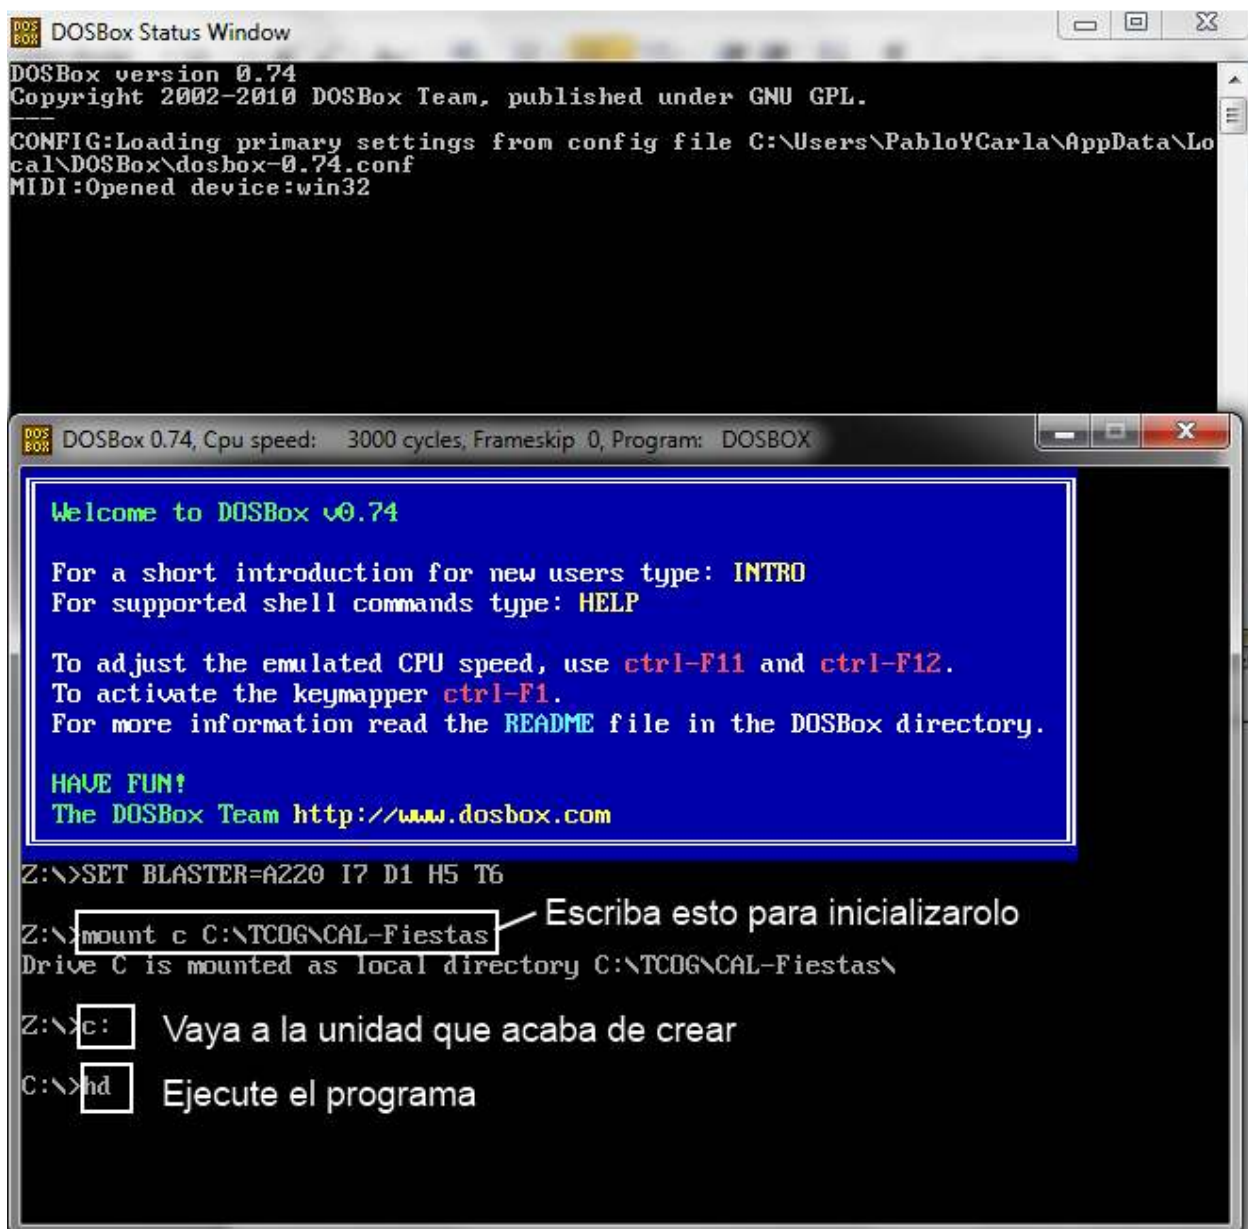 DOS BOX DOSBox Status Window
DOSBox version 0.74
Copyright 2002-2010 DOSBox Team, published under GNU GPL.
---
CONFIG:Loading primary settings from config file C:\Users\PabloYCarla\AppData\Lo
cal\DOSBox\dosbox-0.74.conf
MIDI:Opened device:win32
DOS BOX DOSBox 0.74, Cpu speed: 3000 cycles, Frameskip 0, Program: DOSBOX
Welcome to DOSBox v0.74
For a short introduction for new users type: INTRO
For supported shell commands type: HELP
To adjust the emulated CPU speed, use ctrl-F11 and ctrl-F12.
To activate the keymapper ctrl-F1.
For more information read the README file in the DOSBox directory.
HAVE FUN!
The DOSBox Team http://www.dosbox.com
Z:\>SET BLASTER=A220 I7 D1 H5 T6
Z:\>mount c C:\TCOG\CAL-Fiestas Escriba esto para inicializarolo
Drive C is mounted as local directory C:\TCOG\CAL-Fiestas\
Z:\>c: Vaya a la unidad que acaba de crear
C:\>hd Ejecute el programa